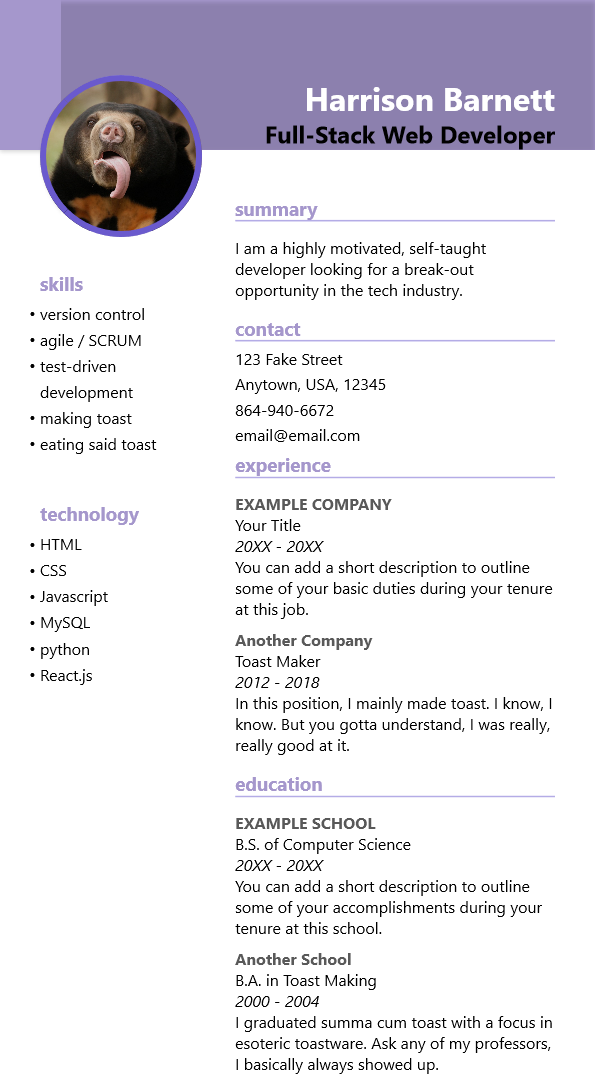 Harrison Barnett
Full-Stack Web Developer
skills
• version control
• agile / SCRUM
• test-driven
development
• making toast
• eating said toast
technology
• HTML
• CSS
• Javascript
• MySQL
• python
• React.js
summary
I am a highly motivated, self-taught
developer looking for a break-out
opportunity in the tech industry.
contact
123 Fake Street
Anytown, USA, 12345
864-940-6672
email@email.com
experience
EXAMPLE COMPANY
Your Title
20XX - 20XX
You can add a short description to outline
some of your basic duties during your tenure
at this job.
Another Company
Toast Maker
2012 - 2018
In this position, I mainly made toast. I know, I
know. But you gotta understand, I was really,
really good at it.
education
EXAMPLE SCHOOL
B.S. of Computer Science
20XX - 20XX
You can add a short description to outline
some of your accomplishments during your
tenure at this school.
Another School
B.A. in Toast Making
2000 - 2004
I graduated summa cum toast with a focus in
esoteric toastware. Ask any of my professors,
I basically always showed up.